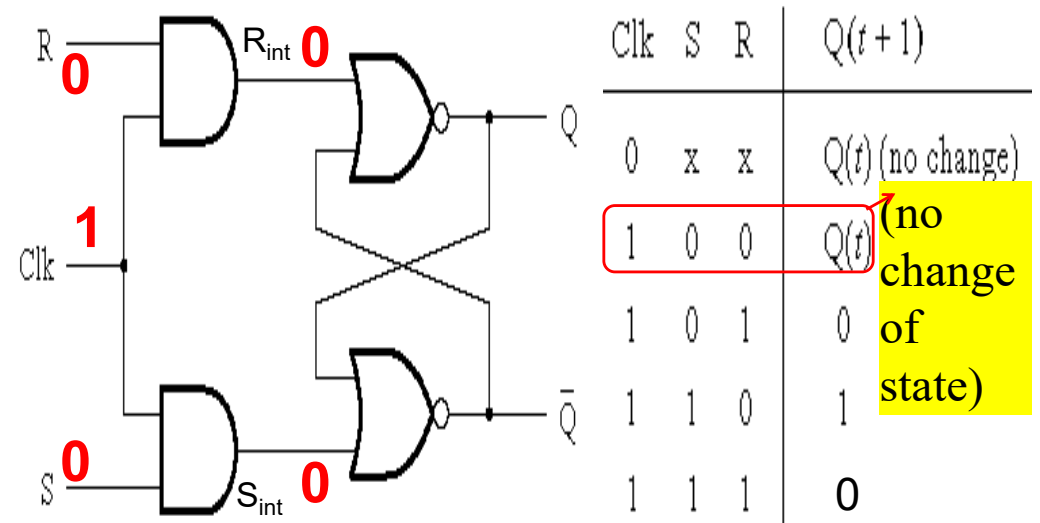 R 0
R_int 0
Q
Clk 1
S 0
S_int 0
Q̅
Clk S R Q(t + 1)
0 x x Q(t) (no change)
1 0 0 Q(t)
(no
change
of
state)
1 0 1 0
1 1 0 1
1 1 1 0